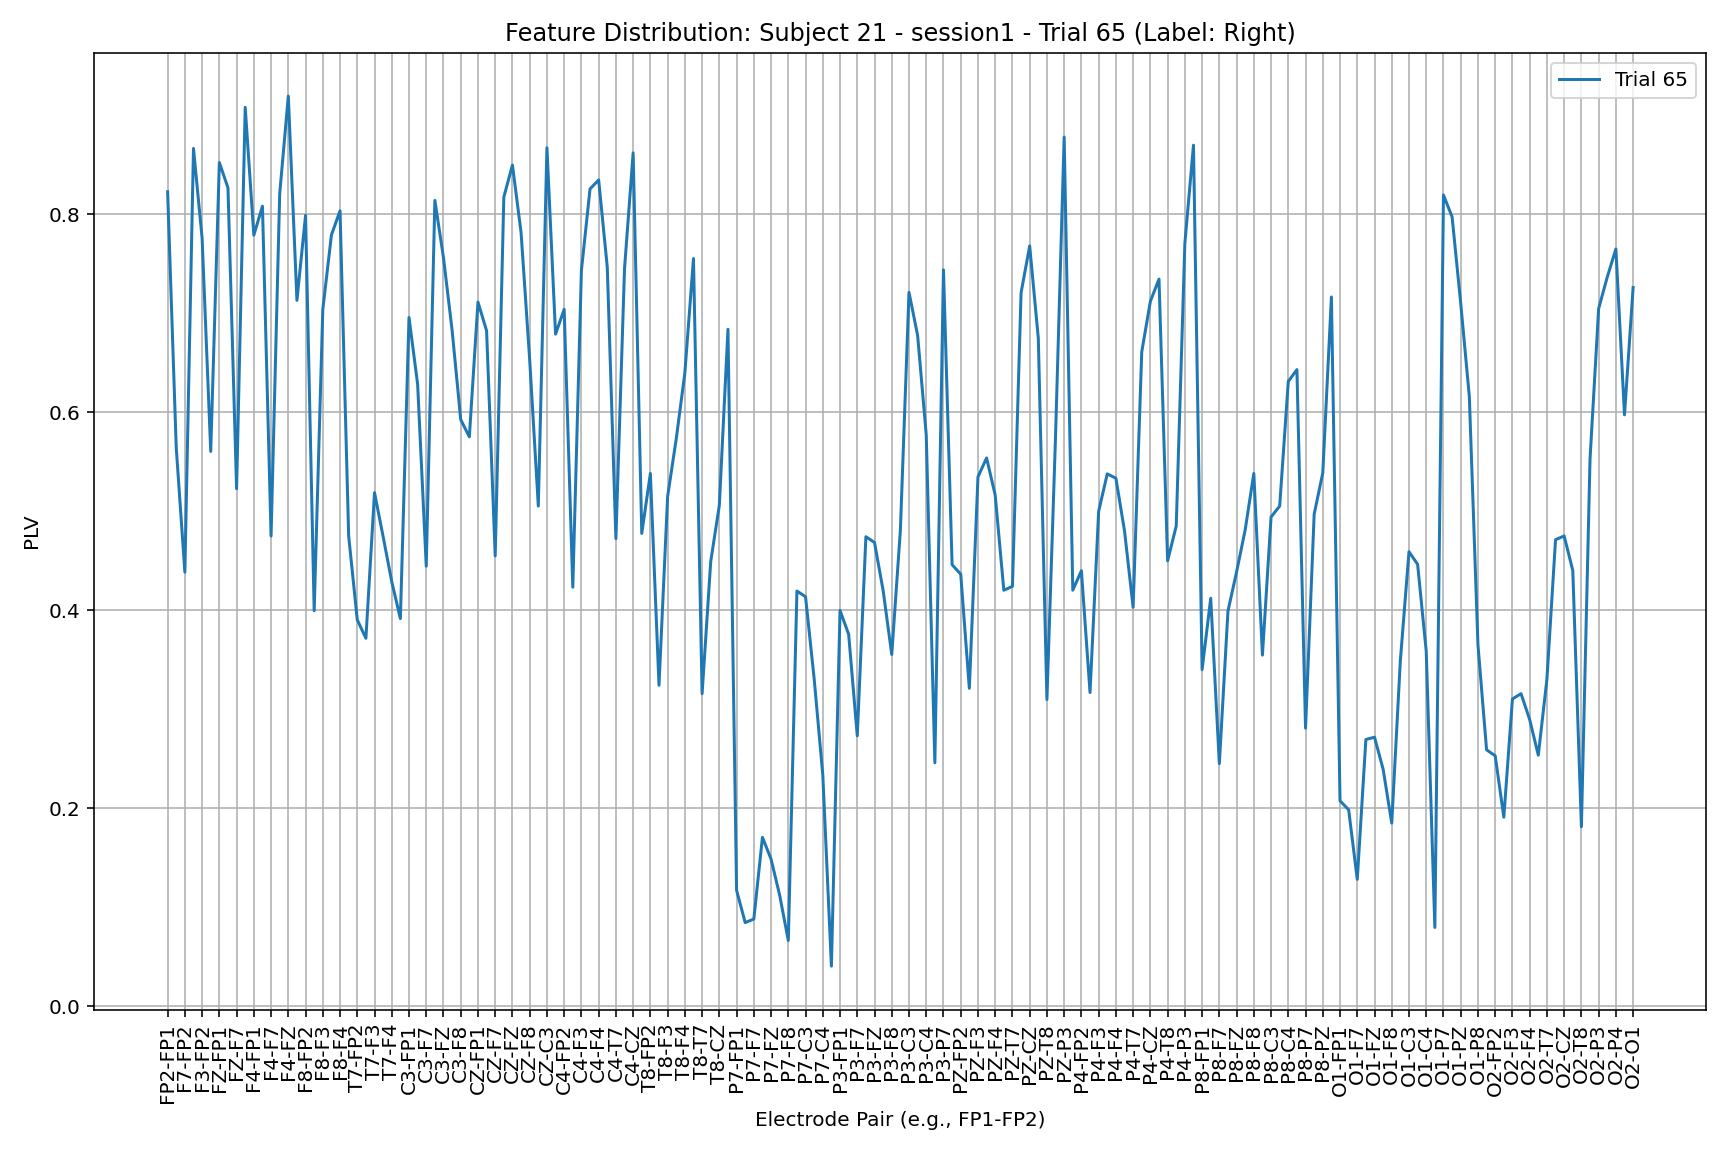 Feature Distribution: Subject 21 - session1 - Trial 65 (Label: Right)
Trial 65
PLV
0.8
0.6
0.4
0.2
0.0
FP2-FP1
F7-FP2
F3-FP2
FZ-FP1
FZ-F7
F4-FP1
F4-F7
F4-FZ
F8-FP2
F8-F3
F8-F4
T7-FP2
T7-F3
T7-F4
C3-FP1
C3-F7
C3-FZ
C3-F8
CZ-FP1
CZ-F7
CZ-FZ
CZ-F8
CZ-C3
C4-FP2
C4-F3
C4-F4
C4-T7
C4-CZ
T8-FP2
T8-F3
T8-F4
T8-T7
T8-CZ
P7-FP1
P7-F7
P7-FZ
P7-F8
P7-C3
P7-C4
P3-FP1
P3-F7
P3-FZ
P3-F8
P3-C3
P3-C4
P3-P7
PZ-FP2
PZ-F3
PZ-F4
PZ-T7
PZ-CZ
PZ-T8
PZ-P3
P4-FP2
P4-F3
P4-F4
P4-T7
P4-CZ
P4-T8
P4-P3
P8-FP1
P8-F7
P8-FZ
P8-F8
P8-C3
P8-C4
P8-P7
P8-PZ
O1-FP1
O1-F7
O1-FZ
O1-F8
O1-C3
O1-C4
O1-P7
O1-PZ
O1-P8
O2-FP2
O2-F3
O2-F4
O2-T7
O2-CZ
O2-T8
O2-P3
O2-P4
O2-O1
Electrode Pair (e.g., FP1-FP2)